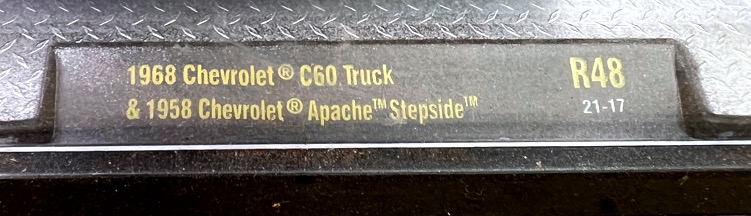 1968 Chevrolet® C60 Truck
& 1958 Chevrolet® Apache™ Stepside™
R48
21-17